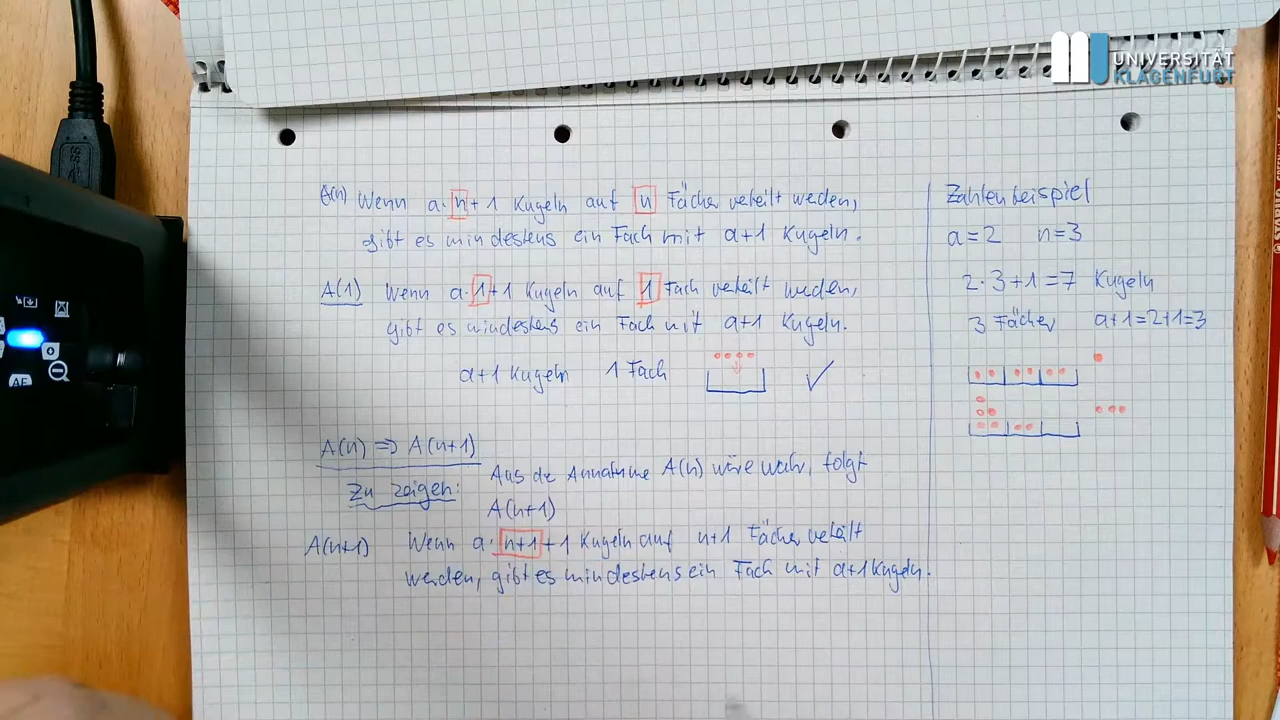 A(n) Wenn a·n+1 Kugeln auf n Fächer verteilt werden,
gibt es mindestens ein Fach mit a+1 Kugeln.
A(1) Wenn a·1+1 Kugeln auf 1 Fach verteilt werden,
gibt es mindestens ein Fach mit a+1 Kugeln.
a+1 Kugeln 1 Fach ✓
A(n) ⇒ A(n+1)
Zu zeigen: Aus der Annahme A(n) wäre wahr, folgt
A(n+1)
A(n+1) Wenn a·n+1+1 Kugeln auf n+1 Fächer verteilt
werden, gibt es mindestens ein Fach mit a+1 Kugeln.
Zahlenbeispiel
a=2 n=3
2·3+1=7 Kugeln
3 Fächer a+1=2+1=3
UNIVERSITÄT
KLAGENFURT
AF